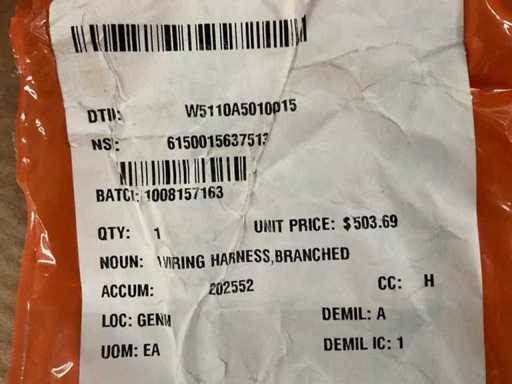 DTID: W5110A5010015
NSN: 6150015637513
BATCH: 1008157163
QTY: 1 UNIT PRICE: $503.69
NOUN: WIRING HARNESS,BRANCHED
ACCUM: 202552 CC: H
LOC: GENM DEMIL: A
UOM: EA DEMIL IC: 1